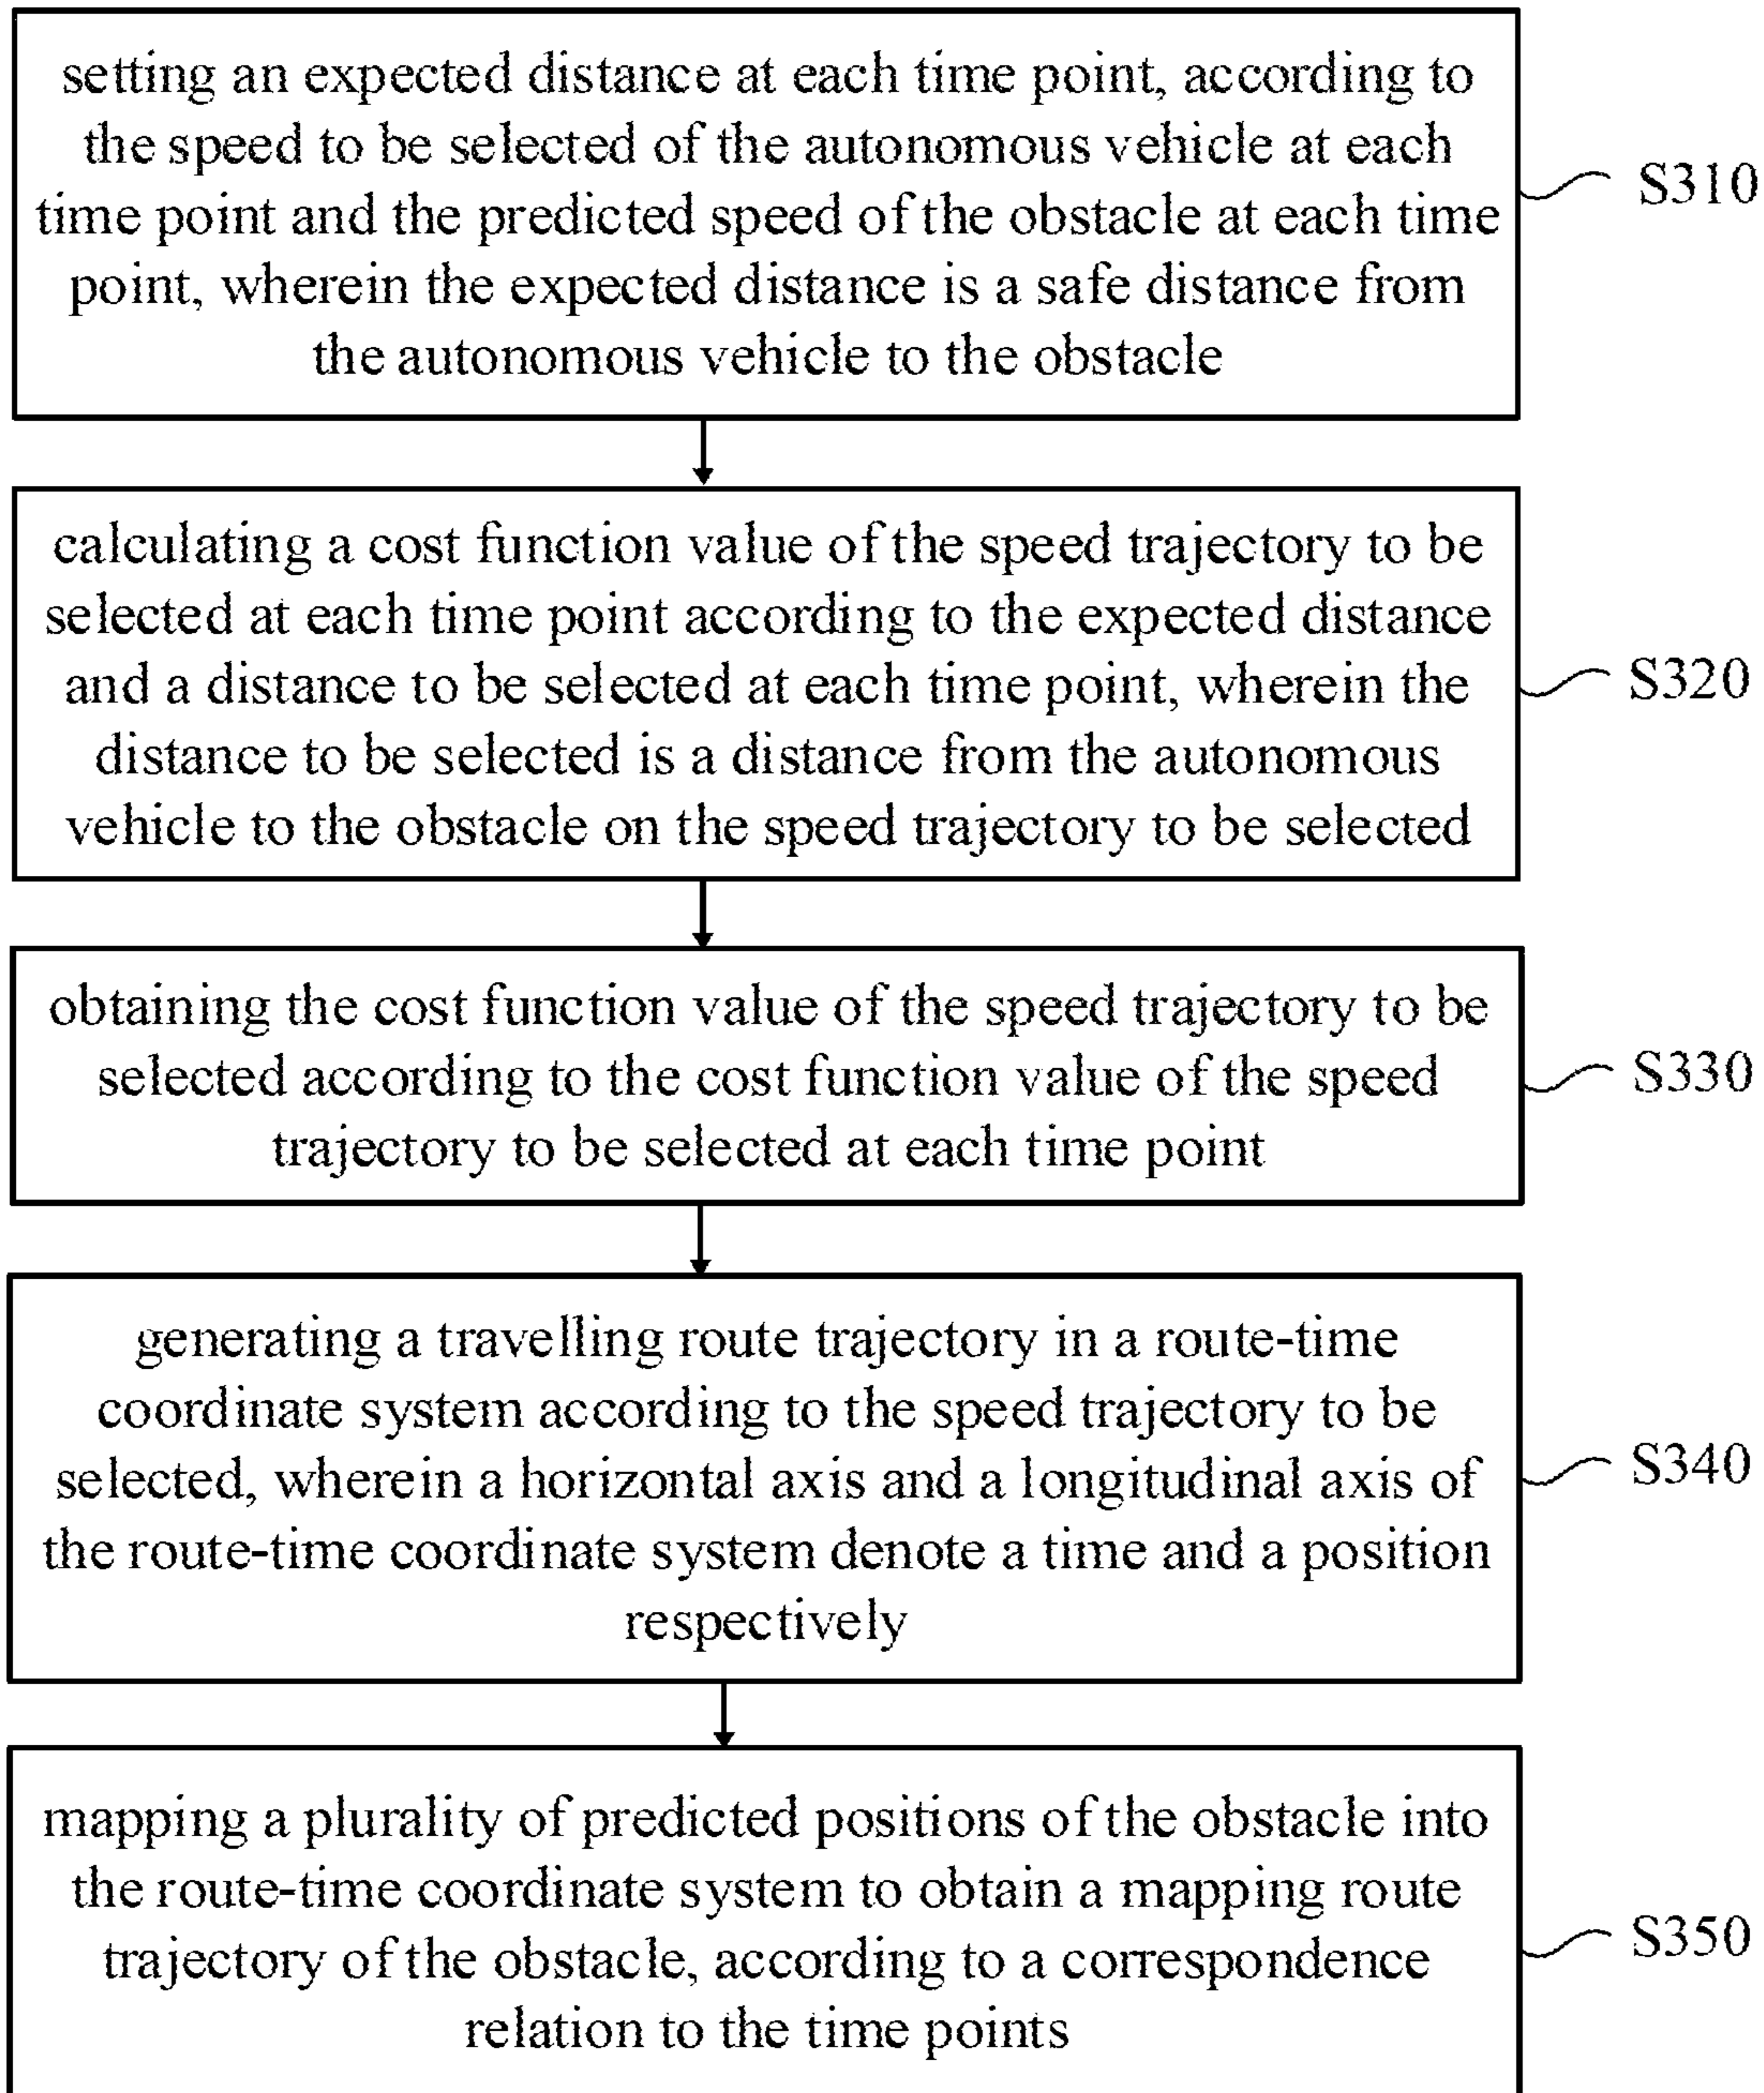 setting an expected distance at each time point, according to
the speed to be selected of the autonomous vehicle at each
time point and the predicted speed of the obstacle at each time
point, wherein the expected distance is a safe distance from
the autonomous vehicle to the obstacle
S310
calculating a cost function value of the speed trajectory to be
selected at each time point according to the expected distance
and a distance to be selected at each time point, wherein the
distance to be selected is a distance from the autonomous
vehicle to the obstacle on the speed trajectory to be selected
S320
obtaining the cost function value of the speed trajectory to be
selected according to the cost function value of the speed
trajectory to be selected at each time point
S330
generating a travelling route trajectory in a route-time
coordinate system according to the speed trajectory to be
selected, wherein a horizontal axis and a longitudinal axis of
the route-time coordinate system denote a time and a position
respectively
S340
mapping a plurality of predicted positions of the obstacle into
the route-time coordinate system to obtain a mapping route
trajectory of the obstacle, according to a correspondence
relation to the time points
S350